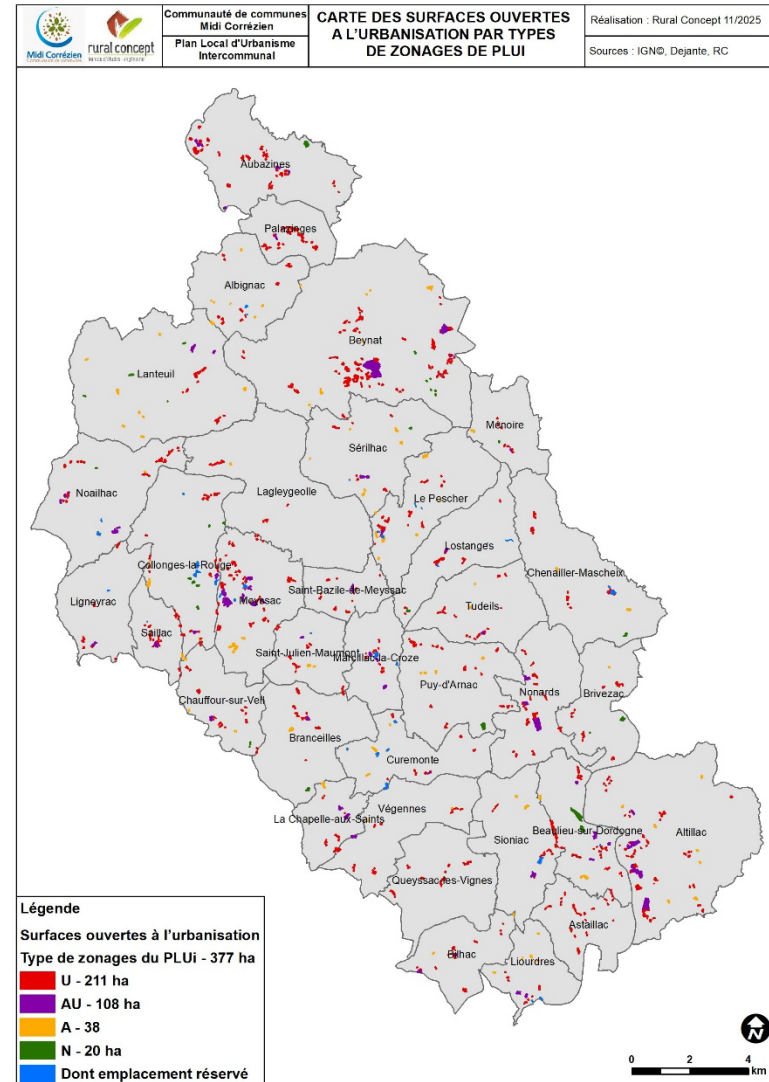 Midi Corrézien
rural concept
Communauté de communes
Midi Corrézien
Plan Local d'Urbanisme
Intercommunal
CARTE DES SURFACES OUVERTES
A L'URBANISATION PAR TYPES
DE ZONAGES DE PLUI
Réalisation : Rural Concept 11/2025
Sources : IGN©, Dejante, RC
Aubazines
Palazinges
Albignac
Beynat
Lanteuil
Ménoire
Sérilhac
Noailhac
Lagleygeolle
Le Pescher
Lostanges
Collonges-la-Rouge
Chenailler-Mascheix
Ligneyrac
Meyssac
Saint-Bazile-de-Meyssac
Tudeils
Saillac
Saint-Julien-Maumont
Marcillac-la-Croze
Puy-d'Arnac
Nonards
Brivezac
Chauffour-sur-Vell
Branceilles
Curemonte
La Chapelle-aux-Saints
Végennes
Sioniac
Beaulieu-sur-Dordogne
Altillac
Queyssac-les-Vignes
Astaillac
Bilhac
Liourdres
Légende
Surfaces ouvertes à l'urbanisation
Type de zonages du PLUi - 377 ha
U - 211 ha
AU - 108 ha
A - 38
N - 20 ha
Dont emplacement réservé
N
0 2 4
km